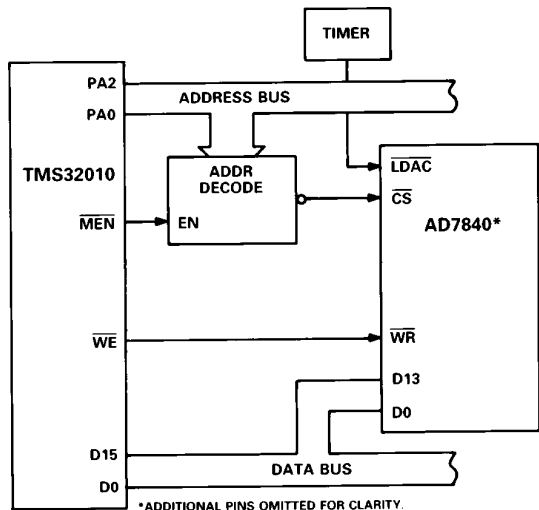 TIMER
PA2
ADDRESS BUS
PA0
TMS32010
ADDR
DECODE
LDAC
CS
MEN
EN
AD7840*
WE
WR
D13
D0
D15
DATA BUS
D0
*ADDITIONAL PINS OMITTED FOR CLARITY.